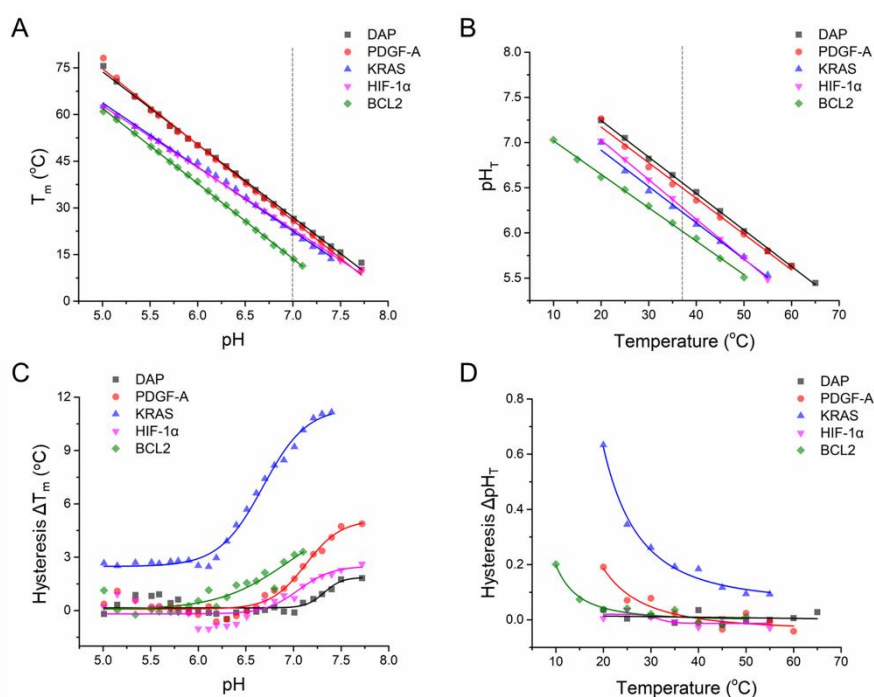 A
DAP
PDGF-A
KRAS
HIF-1α
BCL2
75
60
45
30
15
0
Tm (°C)
5.0 5.5 6.0 6.5 7.0 7.5 8.0
pH
B
DAP
PDGF-A
KRAS
HIF-1α
BCL2
8.0
7.5
7.0
6.5
6.0
5.5
5.0
pHT
10 20 30 40 50 60 70
Temperature (°C)
C
DAP
PDGF-A
KRAS
HIF-1α
BCL2
12
9
6
3
0
Hysteresis ΔTm (°C)
5.0 5.5 6.0 6.5 7.0 7.5 8.0
pH
D
DAP
PDGF-A
KRAS
HIF-1α
BCL2
0.8
0.6
0.4
0.2
0.0
Hysteresis ΔpHT
10 20 30 40 50 60 70
Temperature (°C)